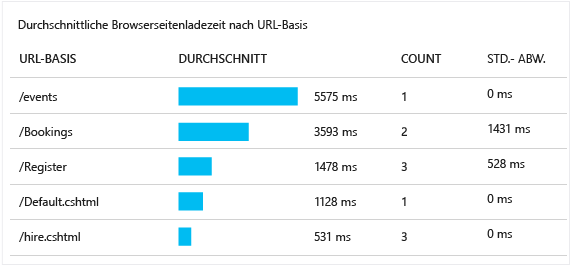 Durchschnittliche Browserseitenladezeit nach URL-Basis
URL-BASIS DURCHSCHNITT COUNT STD.- ABW.
/events 5575 ms 1 0 ms
/Bookings 3593 ms 2 1431 ms
/Register 1478 ms 3 528 ms
/Default.cshtml 1128 ms 1 0 ms
/hire.cshtml 531 ms 3 0 ms